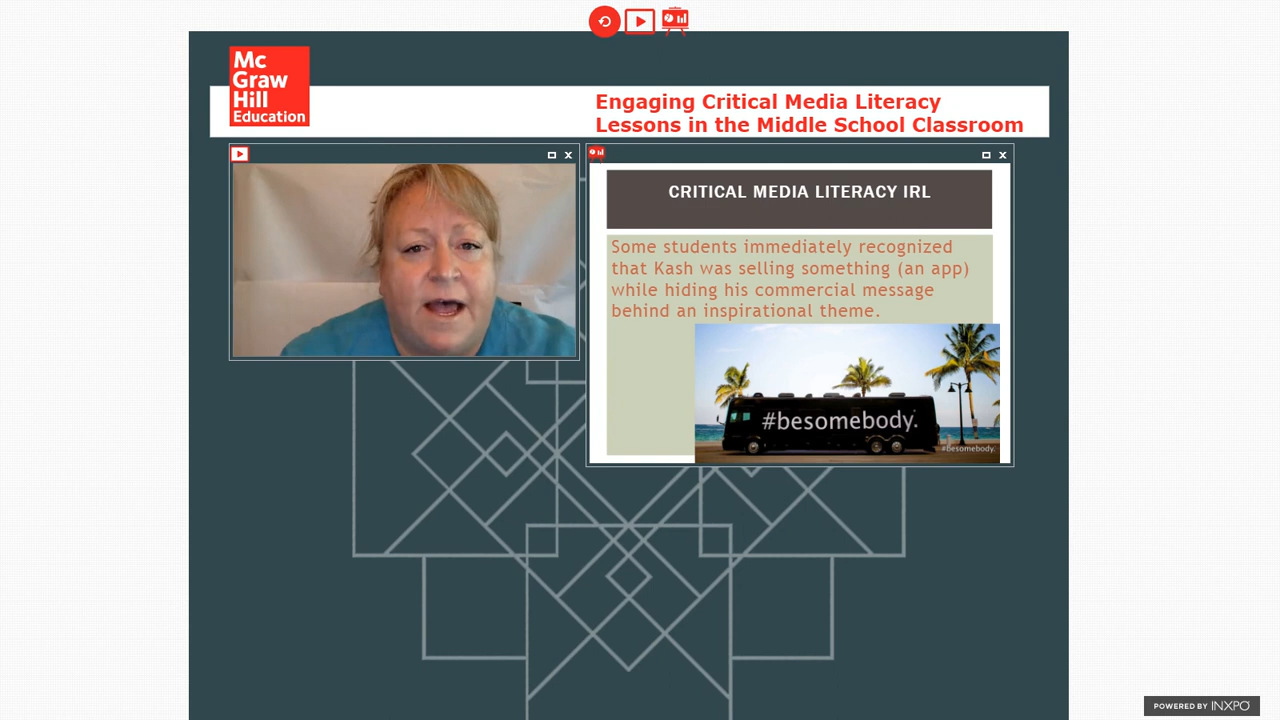 Mc
Graw
Hill
Education
Engaging Critical Media Literacy
Lessons in the Middle School Classroom
CRITICAL MEDIA LITERACY IRL
Some students immediately recognized
that Kash was selling something (an app)
while hiding his commercial message
behind an inspirational theme.
#besomebody.
#besomebody.
POWERED BY INXPO